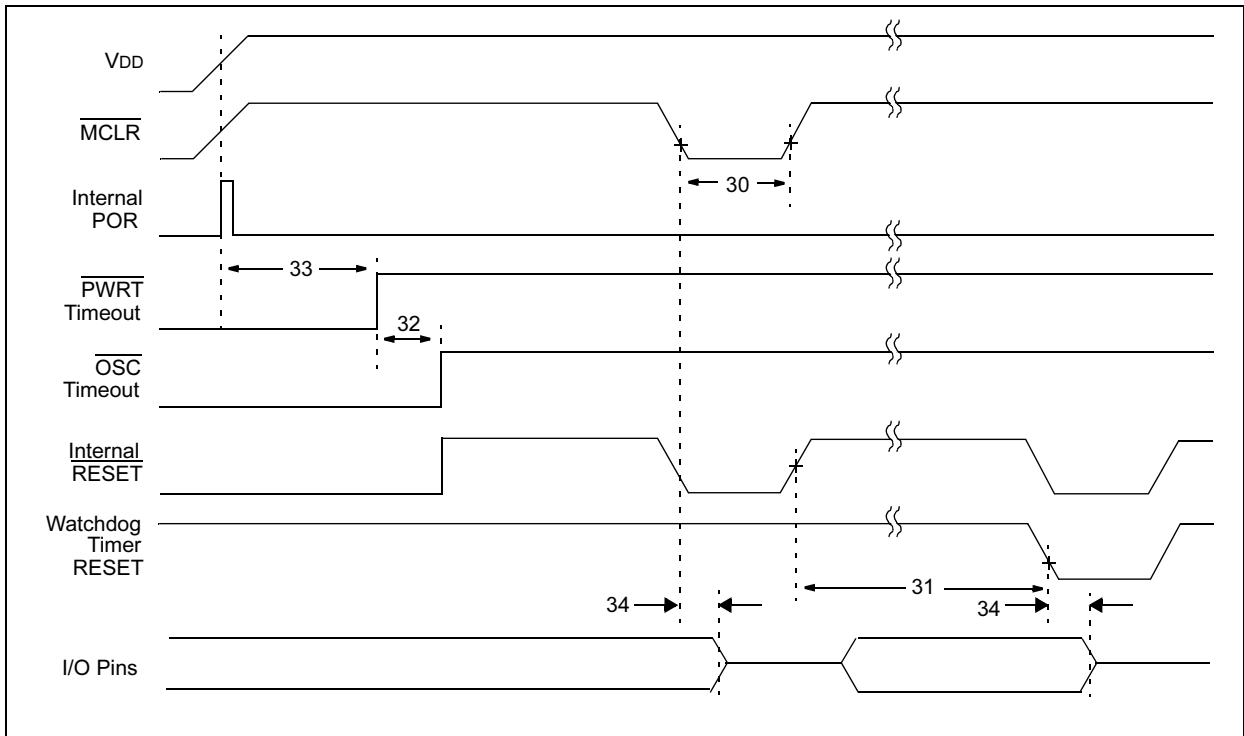 VDD
MCLR
30
Internal
POR
33
PWRT
Timeout
32
OSC
Timeout
Internal
RESET
Watchdog
Timer
RESET
31
34
34
I/O Pins